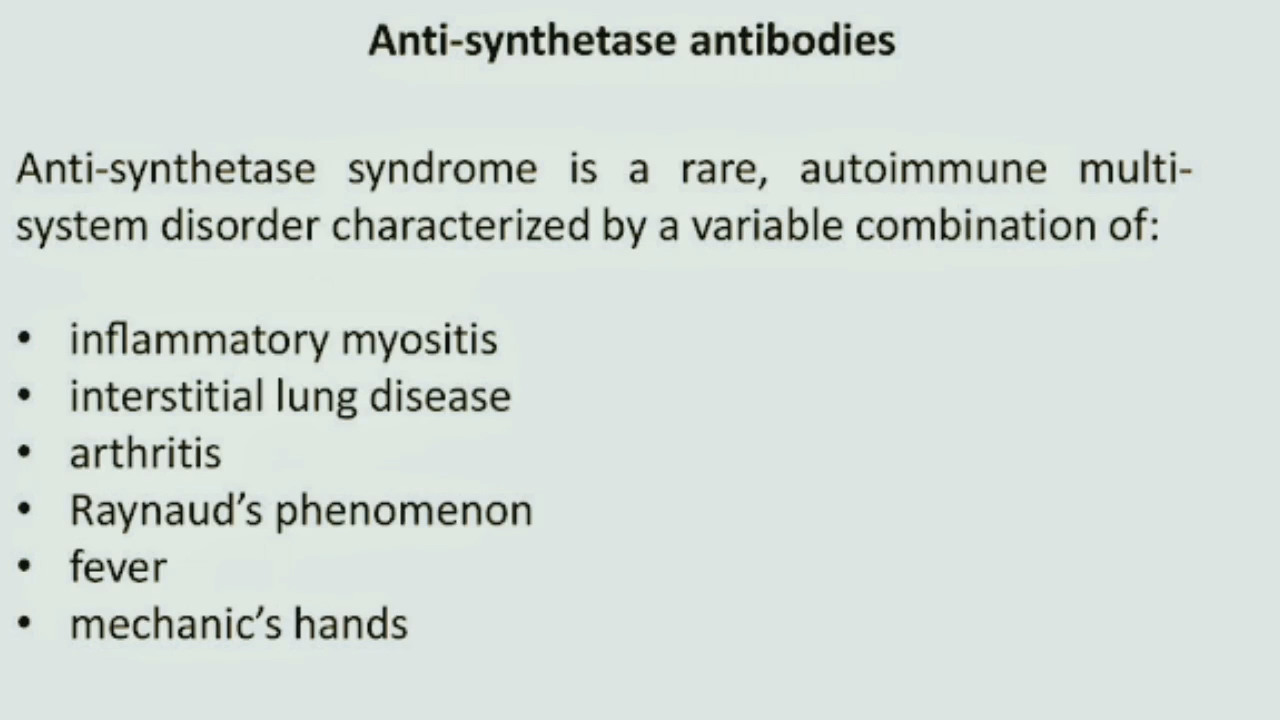 Anti-synthetase antibodies
Anti-synthetase syndrome is a rare, autoimmune multi-
system disorder characterized by a variable combination of:
• inflammatory myositis
• interstitial lung disease
• arthritis
• Raynaud’s phenomenon
• fever
• mechanic’s hands